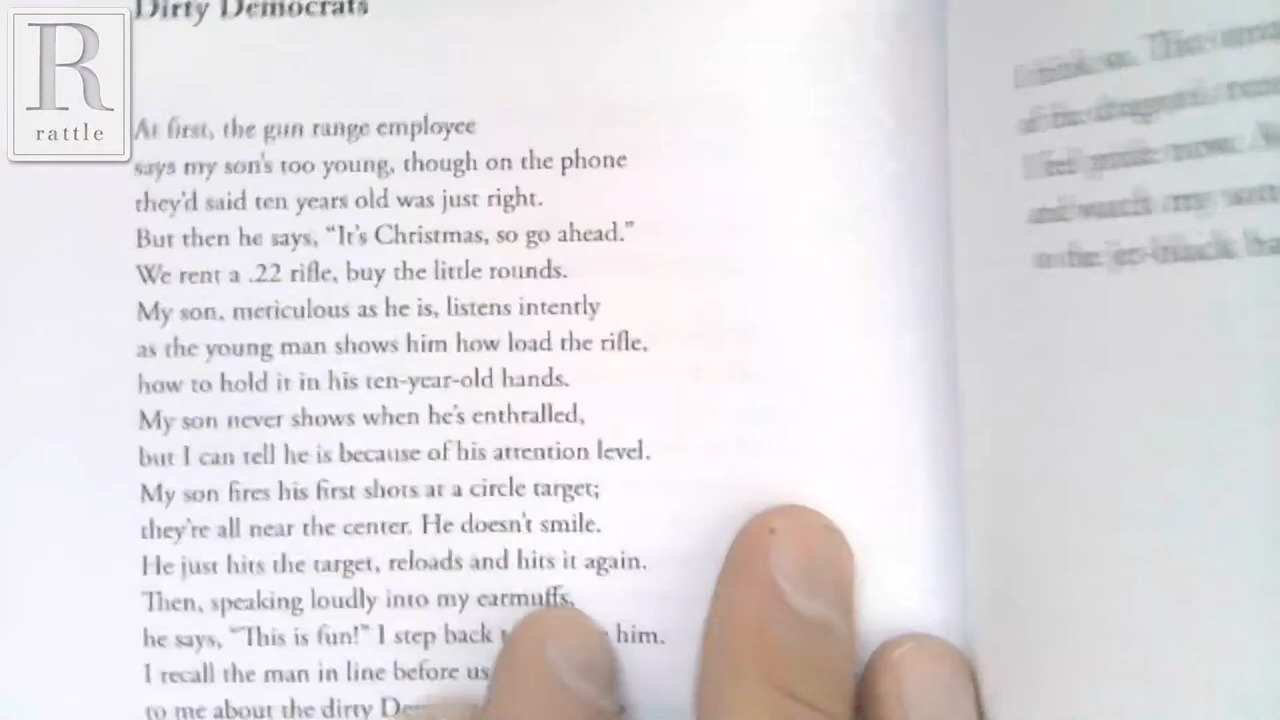 Dirty Democrats
R
rattle
At first, the gun range employee
says my son's too young, though on the phone
they'd said ten years old was just right.
But then he says, “It's Christmas, so go ahead.”
We rent a .22 rifle, buy the little rounds.
My son, meticulous as he is, listens intently
as the young man shows him how load the rifle,
how to hold it in his ten-year-old hands.
My son never shows when he's enthralled,
but I can tell he is because of his attention level.
My son fires his first shots at a circle target;
they're all near the center. He doesn't smile.
He just hits the target, reloads and hits it again.
Then, speaking loudly into my earmuffs,
he says, “This is fun!” I step back him.
I recall the man in line before us
to me about the dirty